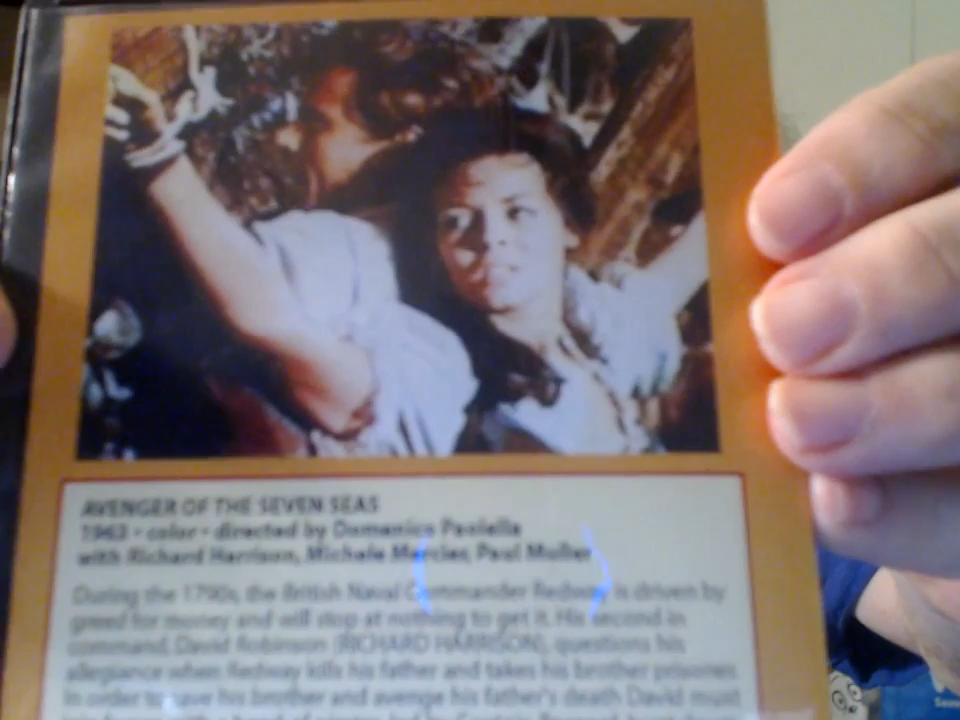 AVENGER OF THE SEVEN SEAS
1963 • color • directed by Domenico Paolella
with Richard Harrison, Michele Mercier, Paul Muller
During the 1790s, the British Naval Commander Redway is driven by
greed for money and will stop at nothing to get it. His second in
command, David Robinson (RICHARD HARRISON), questions his
allegiance when Redway kills his father and takes his brother prisoner.
In order to save his brother and avenge his father's death David must